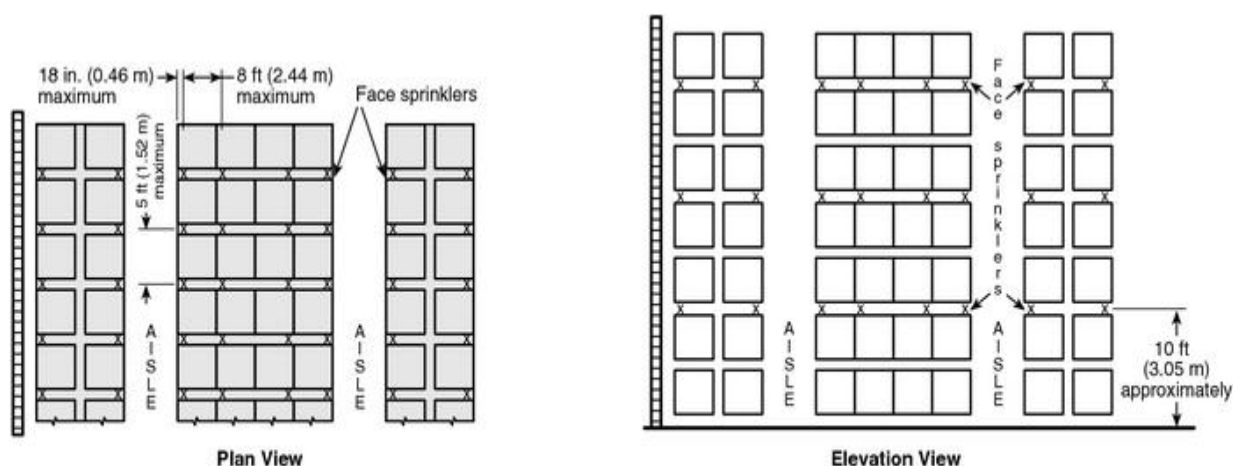 18 in. (0.46 m)
maximum
8 ft (2.44 m)
maximum
Face sprinklers
5 ft (1.52 m)
maximum
AISLE
AISLE
Plan View
Face sprinklers
AISLE
AISLE
10 ft
(3.05 m)
approximately
Elevation View